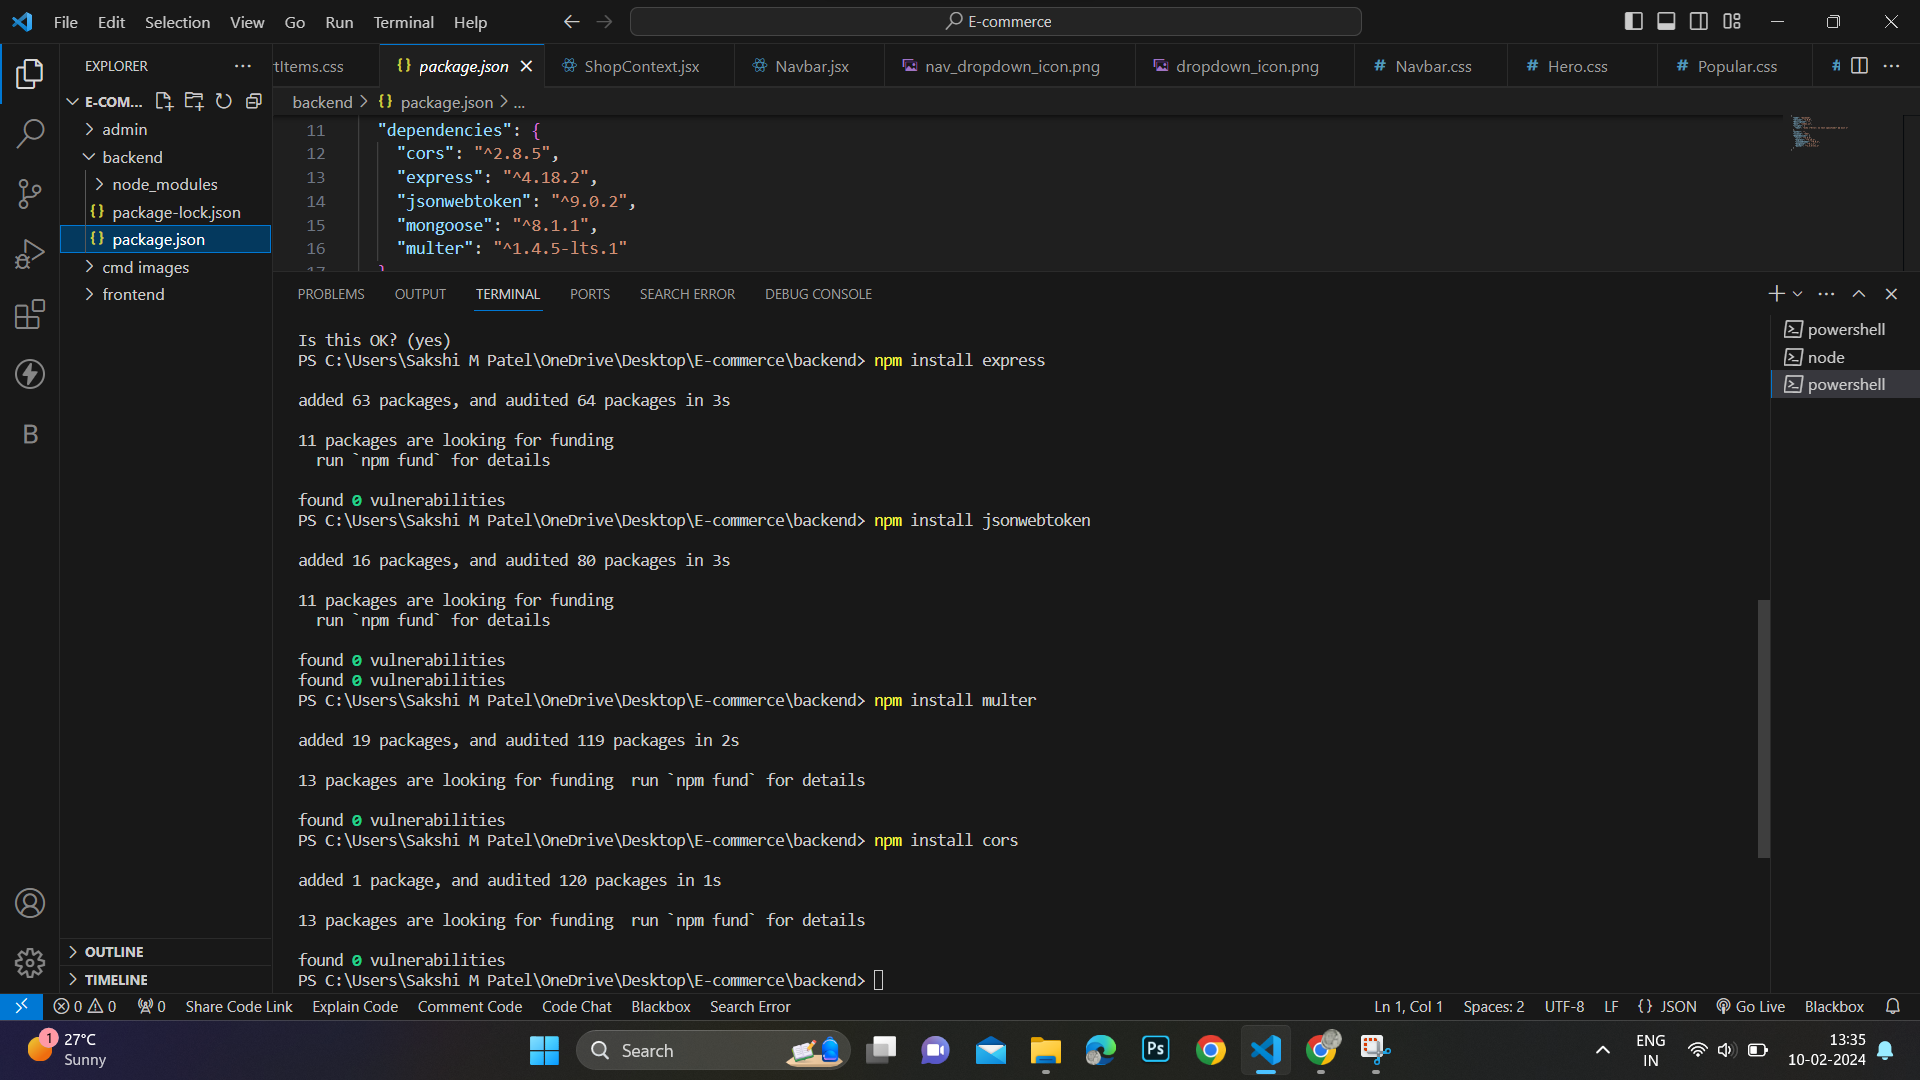 File Edit Selection View Go Run Terminal Help
E-commerce
EXPLORER
E-COM...
admin
backend
node_modules
package-lock.json
package.json
cmd images
frontend
OUTLINE
TIMELINE
tItems.css
package.json
ShopContext.jsx
Navbar.jsx
nav_dropdown_icon.png
dropdown_icon.png
Navbar.css
Hero.css
Popular.css
backend > {} package.json > ...
11 "dependencies": {
12 "cors": "^2.8.5",
13 "express": "^4.18.2",
14 "jsonwebtoken": "^9.0.2",
15 "mongoose": "^8.1.1",
16 "multer": "^1.4.5-lts.1"
17 }
PROBLEMS OUTPUT TERMINAL PORTS SEARCH ERROR DEBUG CONSOLE
Is this OK? (yes)
PS C:\Users\Sakshi M Patel\OneDrive\Desktop\E-commerce\backend> npm install express
added 63 packages, and audited 64 packages in 3s
11 packages are looking for funding
run `npm fund` for details
found 0 vulnerabilities
PS C:\Users\Sakshi M Patel\OneDrive\Desktop\E-commerce\backend> npm install jsonwebtoken
added 16 packages, and audited 80 packages in 3s
11 packages are looking for funding
run `npm fund` for details
found 0 vulnerabilities
found 0 vulnerabilities
PS C:\Users\Sakshi M Patel\OneDrive\Desktop\E-commerce\backend> npm install multer
added 19 packages, and audited 119 packages in 2s
13 packages are looking for funding  run `npm fund` for details
found 0 vulnerabilities
PS C:\Users\Sakshi M Patel\OneDrive\Desktop\E-commerce\backend> npm install cors
added 1 package, and audited 120 packages in 1s
13 packages are looking for funding  run `npm fund` for details
found 0 vulnerabilities
PS C:\Users\Sakshi M Patel\OneDrive\Desktop\E-commerce\backend>
powershell
node
powershell
B
0 0 0 Share Code Link Explain Code Comment Code Code Chat Blackbox Search Error
Ln 1, Col 1 Spaces: 2 UTF-8 LF {} JSON Go Live Blackbox
1
27°C
Sunny
Search
Ps
ENG
IN
13:35
10-02-2024